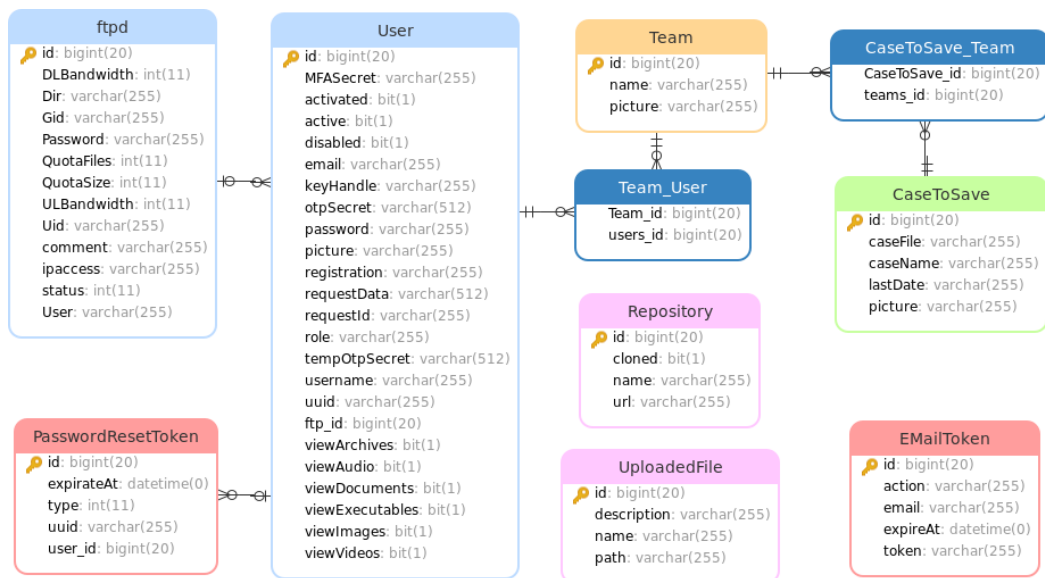 ftpd
id: bigint(20)
DLBandwidth: int(11)
Dir: varchar(255)
Gid: varchar(255)
Password: varchar(255)
QuotaFiles: int(11)
QuotaSize: int(11)
ULBandwidth: int(11)
Uid: varchar(255)
comment: varchar(255)
ipaccess: varchar(255)
status: int(11)
User: varchar(255)
User
id: bigint(20)
MFASecret: varchar(255)
activated: bit(1)
active: bit(1)
disabled: bit(1)
email: varchar(255)
keyHandle: varchar(255)
otpSecret: varchar(512)
password: varchar(255)
picture: varchar(255)
registration: varchar(255)
requestData: varchar(512)
requestId: varchar(255)
role: varchar(255)
tempOtpSecret: varchar(512)
username: varchar(255)
uuid: varchar(255)
ftp_id: bigint(20)
viewArchives: bit(1)
viewAudio: bit(1)
viewDocuments: bit(1)
viewExecutables: bit(1)
viewImages: bit(1)
viewVideos: bit(1)
Team
id: bigint(20)
name: varchar(255)
picture: varchar(255)
CaseToSave_Team
CaseToSave_id: bigint(20)
teams_id: bigint(20)
Team_User
Team_id: bigint(20)
users_id: bigint(20)
CaseToSave
id: bigint(20)
caseFile: varchar(255)
caseName: varchar(255)
lastDate: varchar(255)
picture: varchar(255)
Repository
id: bigint(20)
cloned: bit(1)
name: varchar(255)
url: varchar(255)
PasswordResetToken
id: bigint(20)
expirateAt: datetime(0)
type: int(11)
uuid: varchar(255)
user_id: bigint(20)
UploadedFile
id: bigint(20)
description: varchar(255)
name: varchar(255)
path: varchar(255)
EMailToken
id: bigint(20)
action: varchar(255)
email: varchar(255)
expireAt: datetime(0)
token: varchar(255)